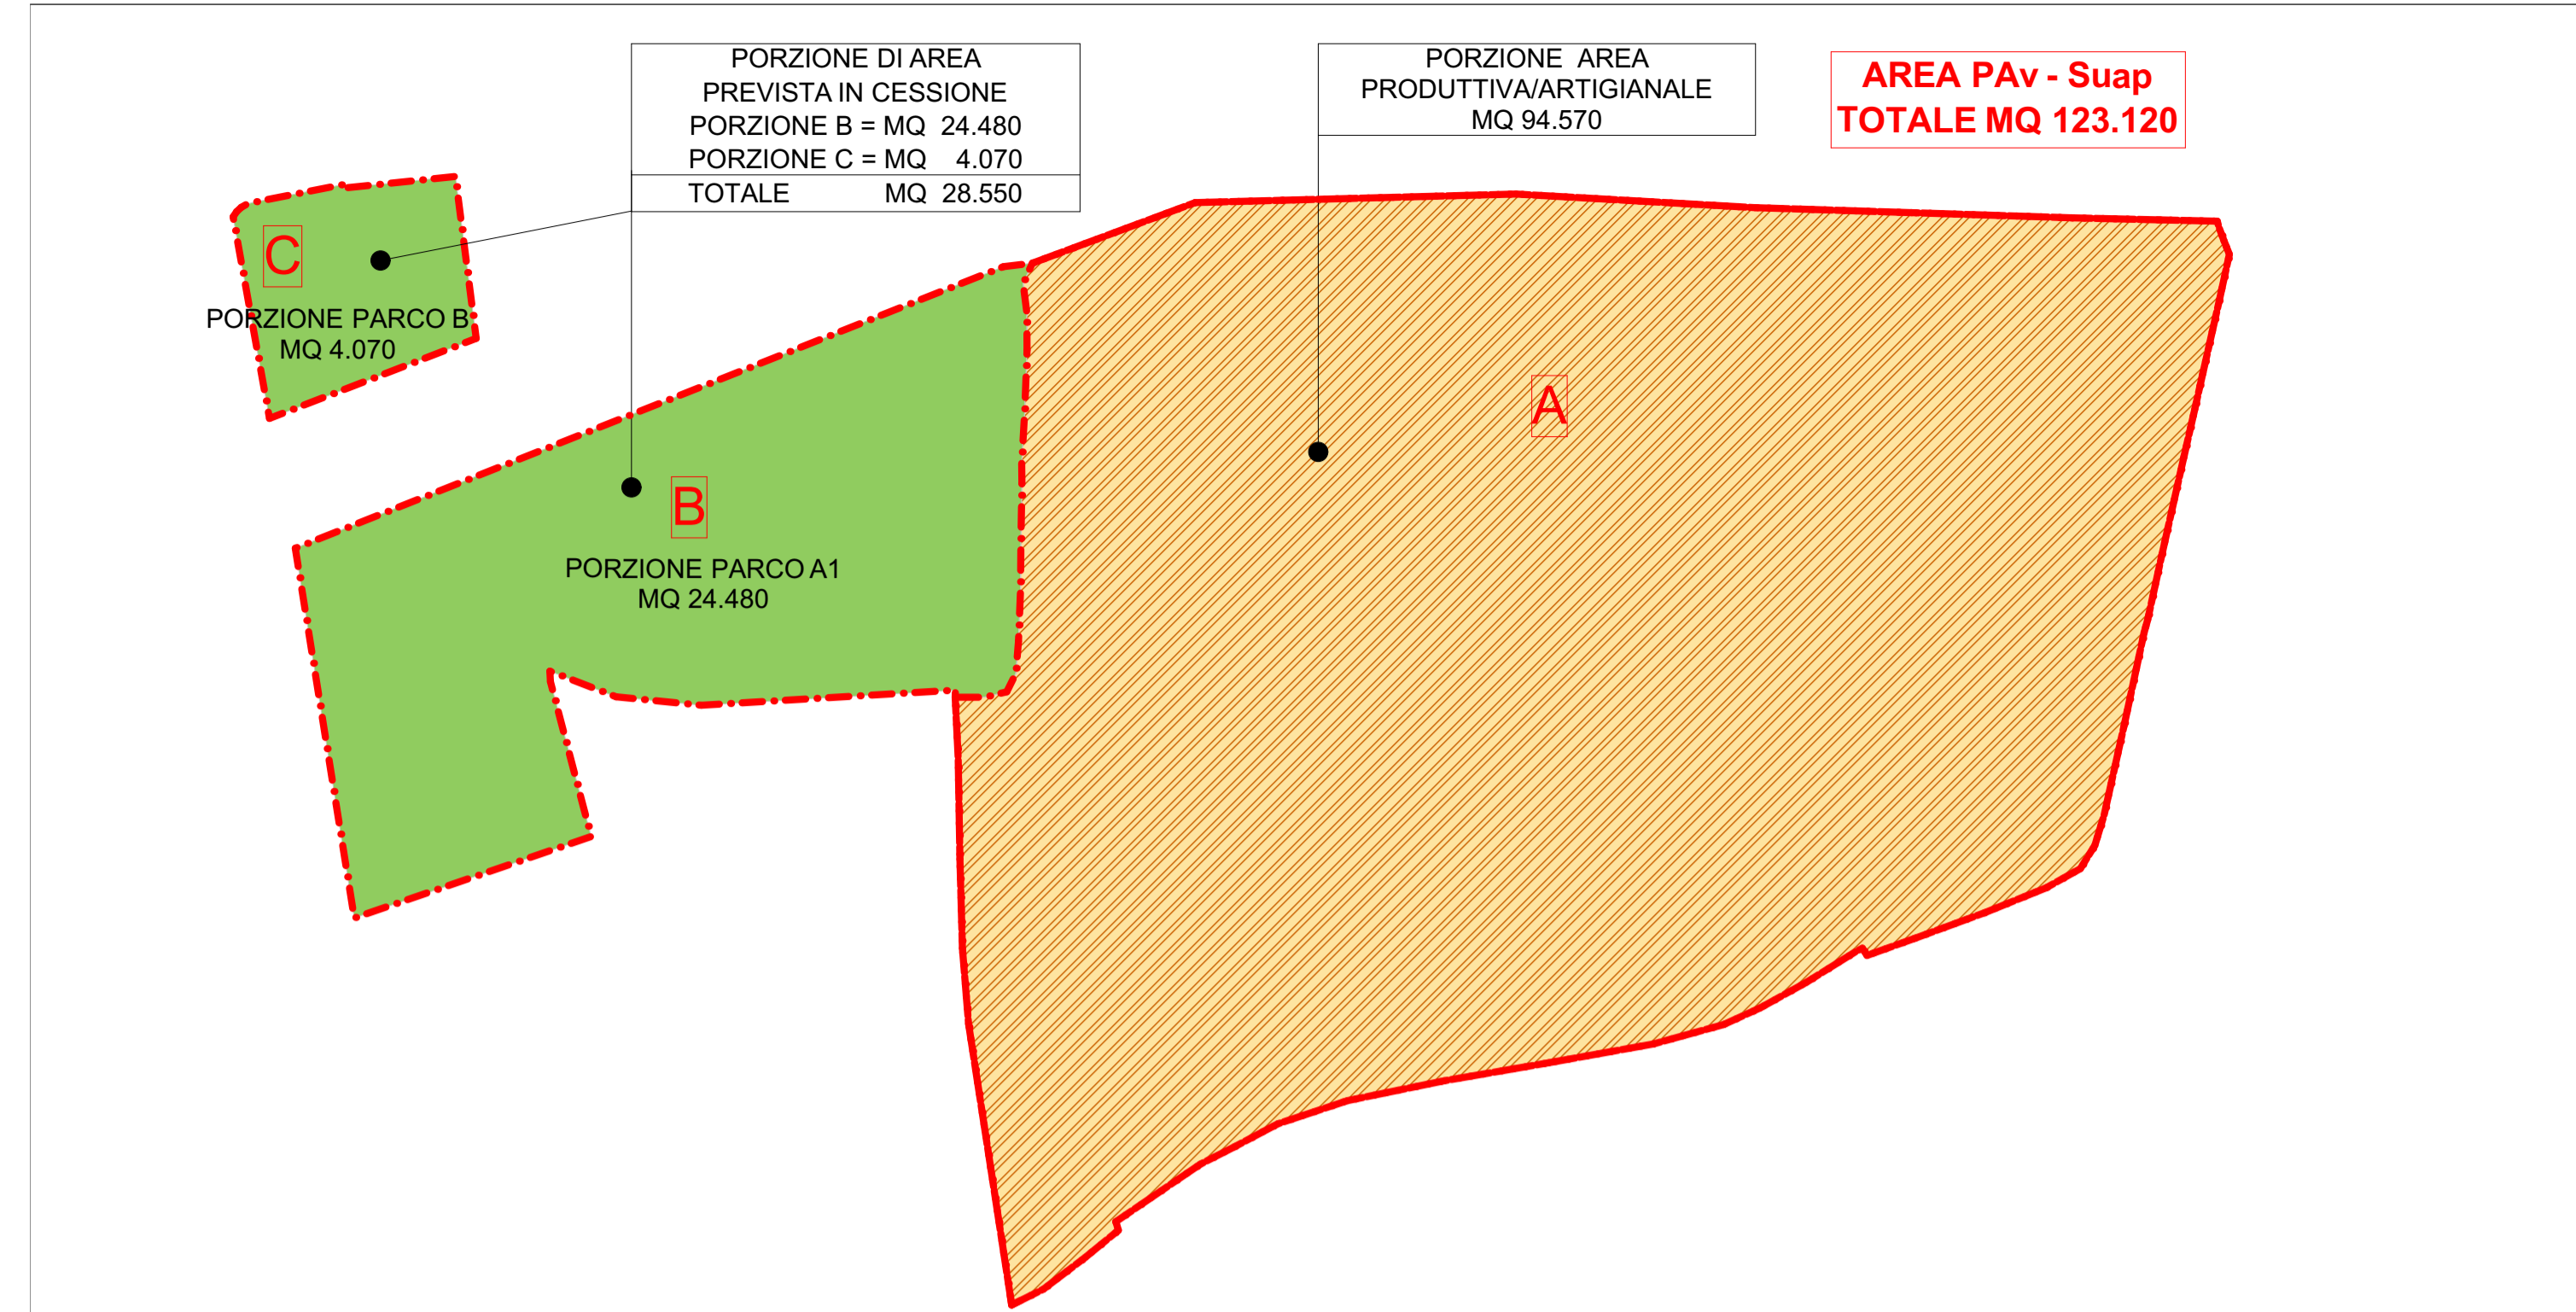 PORZIONE DI AREA
PREVISTA IN CESSIONE
PORZIONE B = MQ 24.480
PORZIONE C = MQ 4.070
TOTALE MQ 28.550
PORZIONE AREA
PRODUTTIVA/ARTIGIANALE
MQ 94.570
AREA PAv - Suap
TOTALE MQ 123.120
C
PORZIONE PARCO B
MQ 4.070
A
B
PORZIONE PARCO A1
MQ 24.480